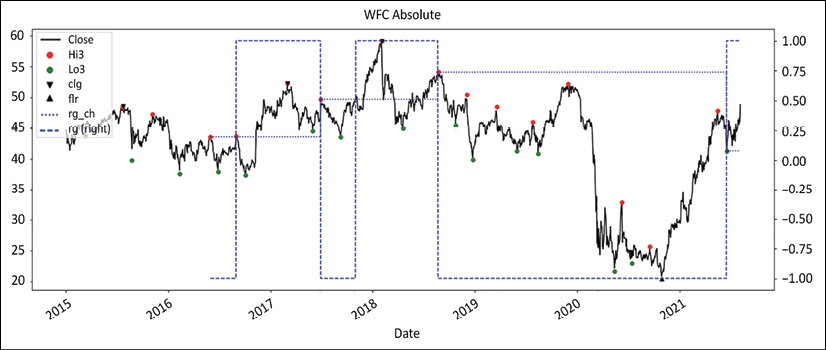 WFC Absolute
60
55
50
45
40
35
30
25
20
Close
Hi3
Lo3
clg
flr
rg_ch
rg (right)
1.00
0.75
0.50
0.25
0.00
−0.25
−0.50
−0.75
−1.00
2015
2016
2017
2018
2019
2020
2021
Date